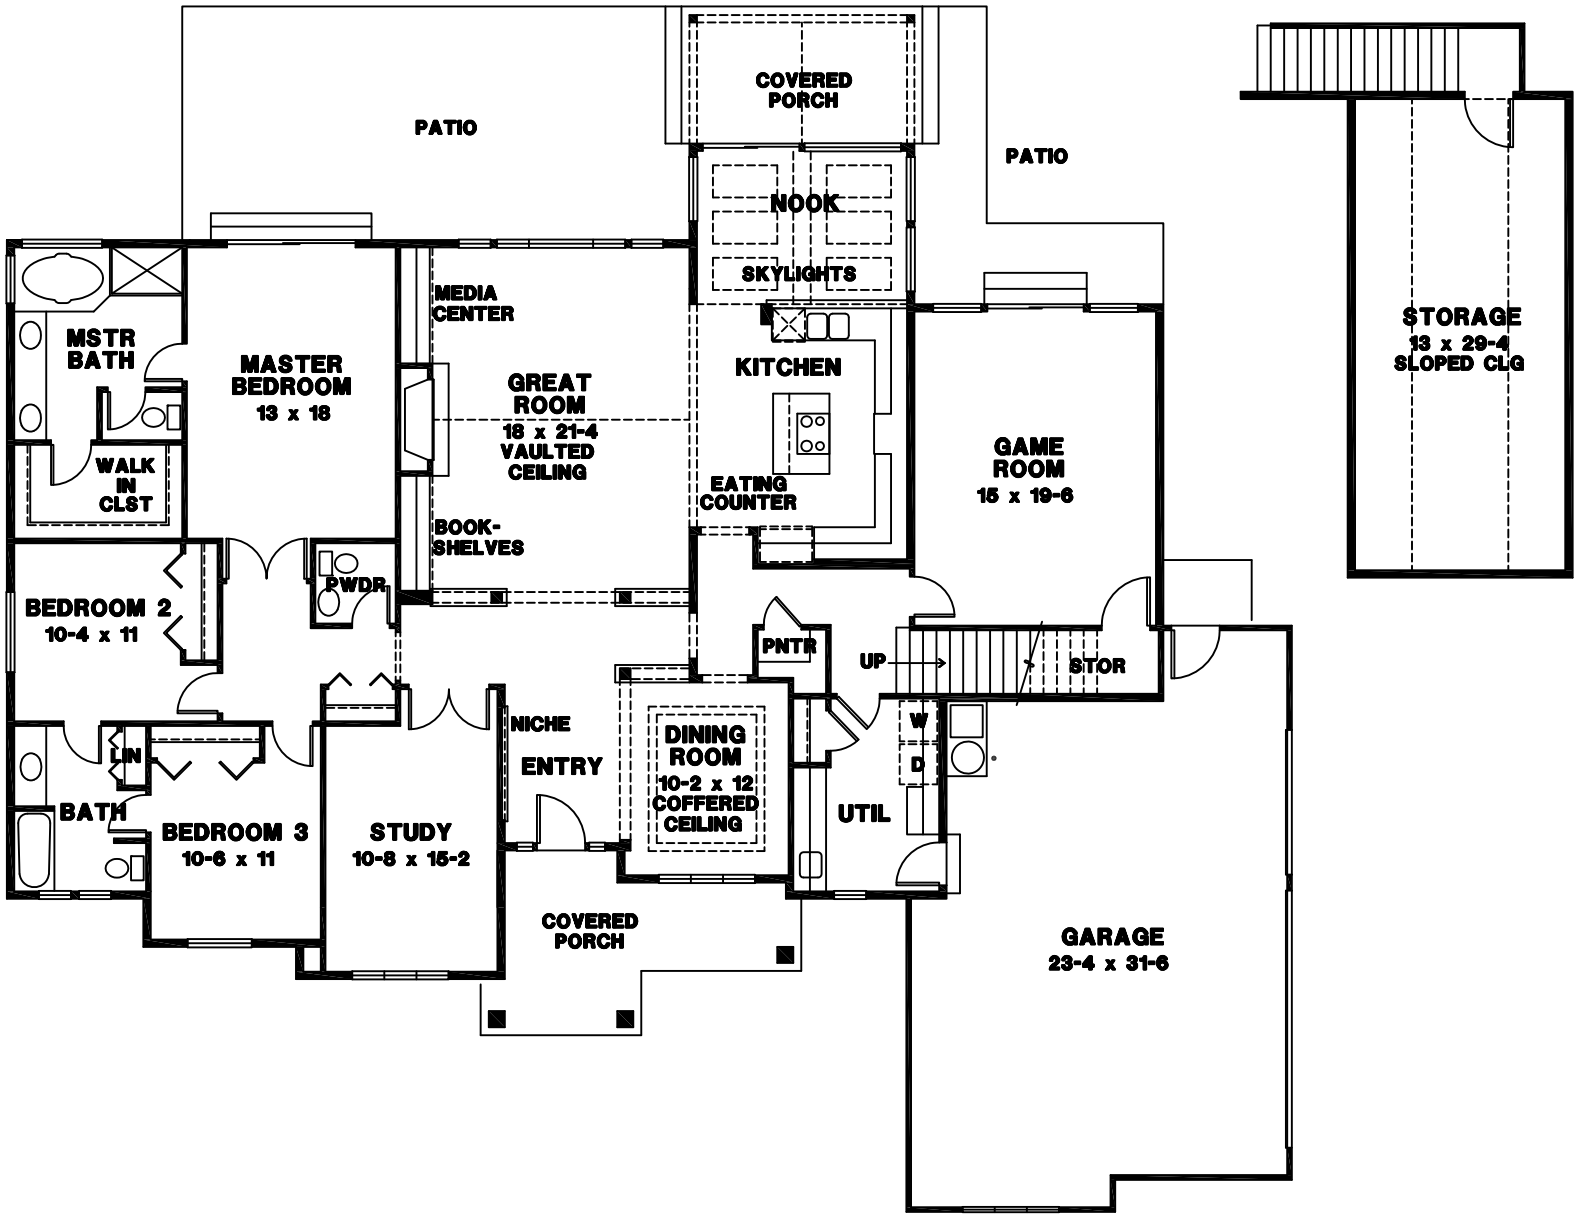 COVERED
PORCH
PATIO
PATIO
NOOK
SKYLIGHTS
MEDIA
CENTER
MSTR
BATH
MASTER
BEDROOM
13 x 18
GREAT
ROOM
18 x 21-4
VAULTED
CEILING
KITCHEN
STORAGE
13 x 29-4
SLOPED CLG
GAME
ROOM
15 x 19-6
WALK
IN
CLST
EATING
COUNTER
BOOK-
SHELVES
PWDR
BEDROOM 2
10-4 x 11
PNTR
UP
STOR
NICHE
ENTRY
DINING
ROOM
10-2 x 12
COFFERED
CEILING
W
D
LIN
BATH
BEDROOM 3
10-6 x 11
STUDY
10-8 x 15-2
UTIL
COVERED
PORCH
GARAGE
23-4 x 31-6